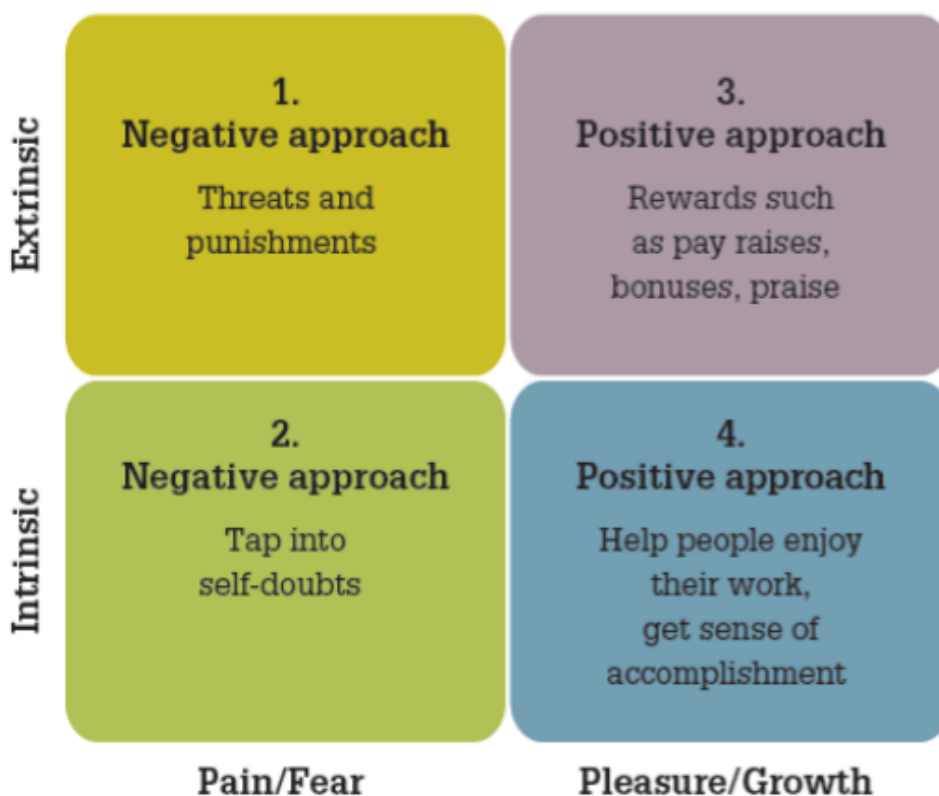 Extrinsic
1.
Negative approach
Threats and
punishments
3.
Positive approach
Rewards such
as pay raises,
bonuses, praise
Intrinsic
2.
Negative approach
Tap into
self-doubts
4.
Positive approach
Help people enjoy
their work,
get sense of
accomplishment
Pain/Fear
Pleasure/Growth